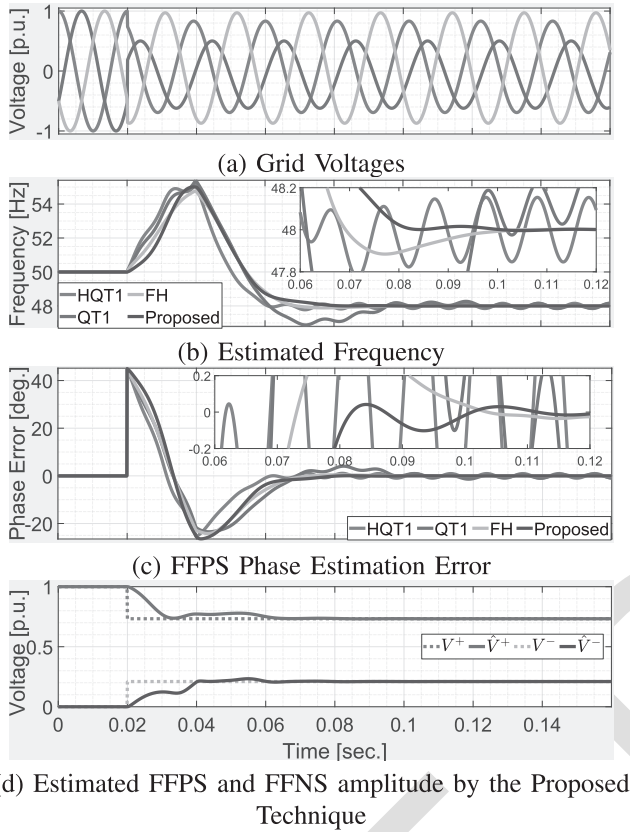 Voltage [p.u.]
1
0
-1
(a) Grid Voltages
Frequency [Hz]
54
52
50
48
48.2
48
47.8
0.06 0.07 0.08 0.09 0.1 0.11 0.12
HQT1 FH
QT1 Proposed
(b) Estimated Frequency
Phase Error [deg.]
40
20
0
-20
0.2
0
-0.2
0.06 0.07 0.08 0.09 0.1 0.11 0.12
HQT1 QT1 FH Proposed
(c) FFPS Phase Estimation Error
Voltage [p.u.]
1
0.5
0
V⁺ V̂⁺ V⁻ V̂⁻
0 0.02 0.04 0.06 0.08 0.1 0.12 0.14
Time [sec.]
d) Estimated FFPS and FFNS amplitude by the Proposed
Technique